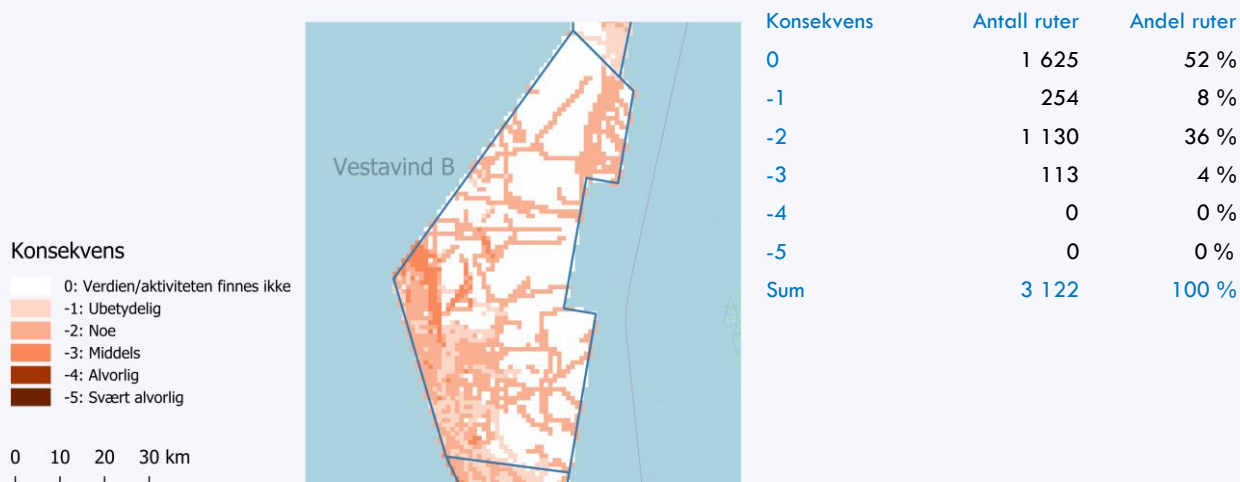 Konsekvens Antall ruter Andel ruter
0 1 625 52 %
-1 254 8 %
-2 1 130 36 %
-3 113 4 %
-4 0 0 %
-5 0 0 %
Sum 3 122 100 %
Vestavind B
Konsekvens
0: Verdien/aktiviteten finnes ikke
-1: Ubetydelig
-2: Noe
-3: Middels
-4: Alvorlig
-5: Svært alvorlig
0 10 20 30 km